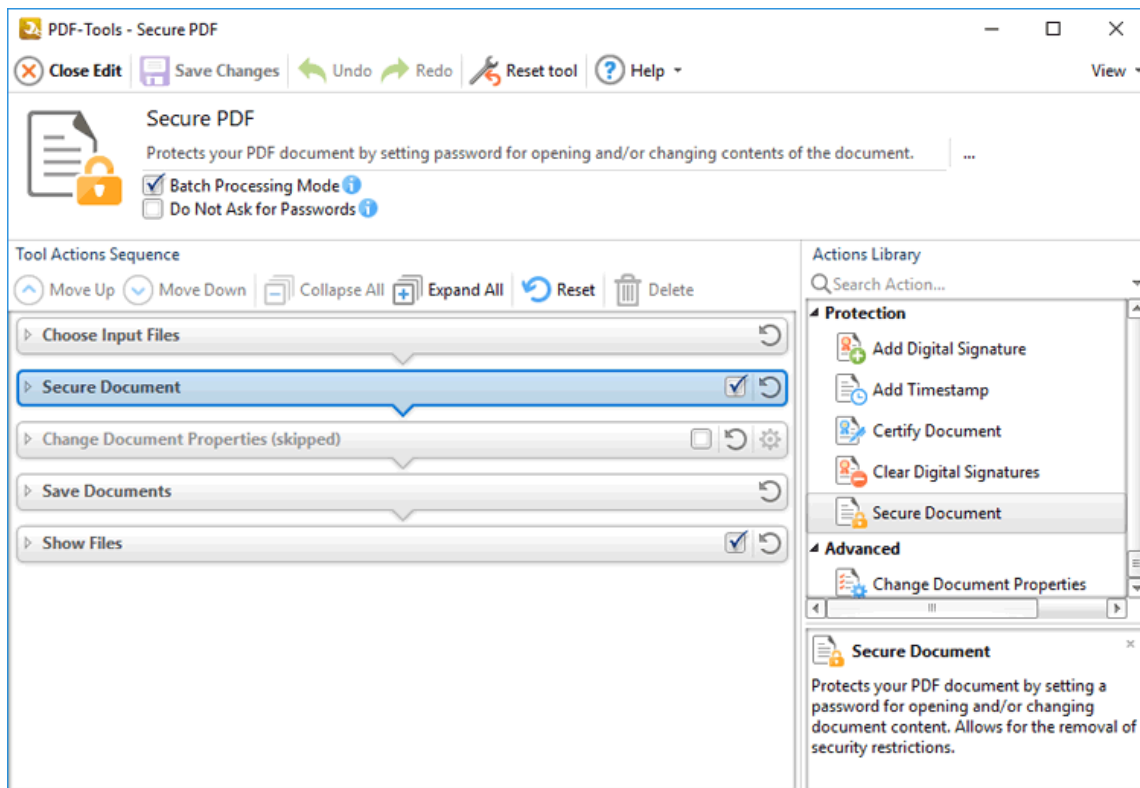 PDF-Tools - Secure PDF
Close Edit Save Changes Undo Redo Reset tool ? Help View
Secure PDF
Protects your PDF document by setting password for opening and/or changing contents of the document. ...
Batch Processing Mode i
Do Not Ask for Passwords i
Tool Actions Sequence
Move Up Move Down Collapse All Expand All Reset Delete
Choose Input Files
Secure Document
Change Document Properties (skipped)
Save Documents
Show Files
Actions Library
Search Action...
Protection
Add Digital Signature
Add Timestamp
Certify Document
Clear Digital Signatures
Secure Document
Advanced
Change Document Properties
Secure Document
Protects your PDF document by setting a
password for opening and/or changing
document content. Allows for the removal of
security restrictions.